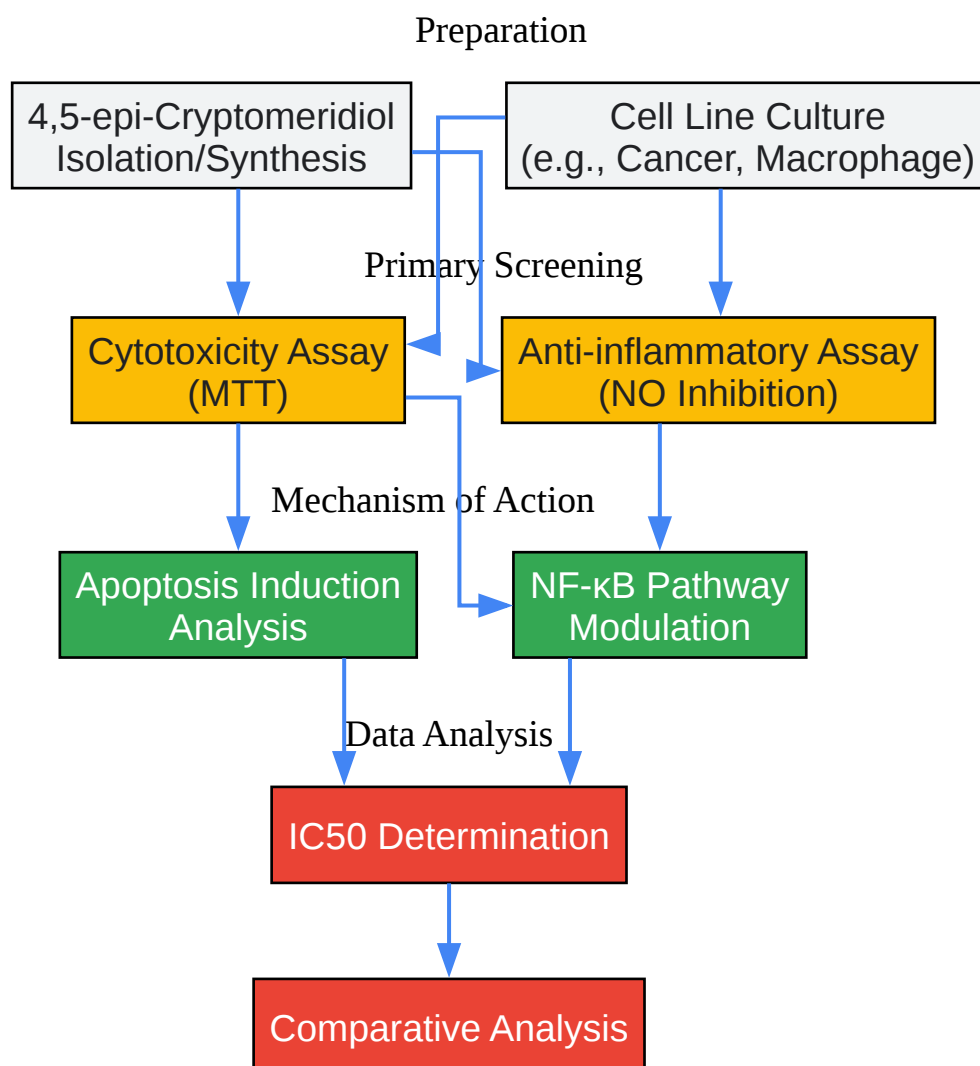 Preparation
4,5-epi-Cryptomeridiol
Isolation/Synthesis
Cell Line Culture
(e.g., Cancer, Macrophage)
Primary Screening
Cytotoxicity Assay
(MTT)
Anti-inflammatory Assay
(NO Inhibition)
Mechanism of Action
Apoptosis Induction
Analysis
NF-κB Pathway
Modulation
Data Analysis
IC50 Determination
Comparative Analysis